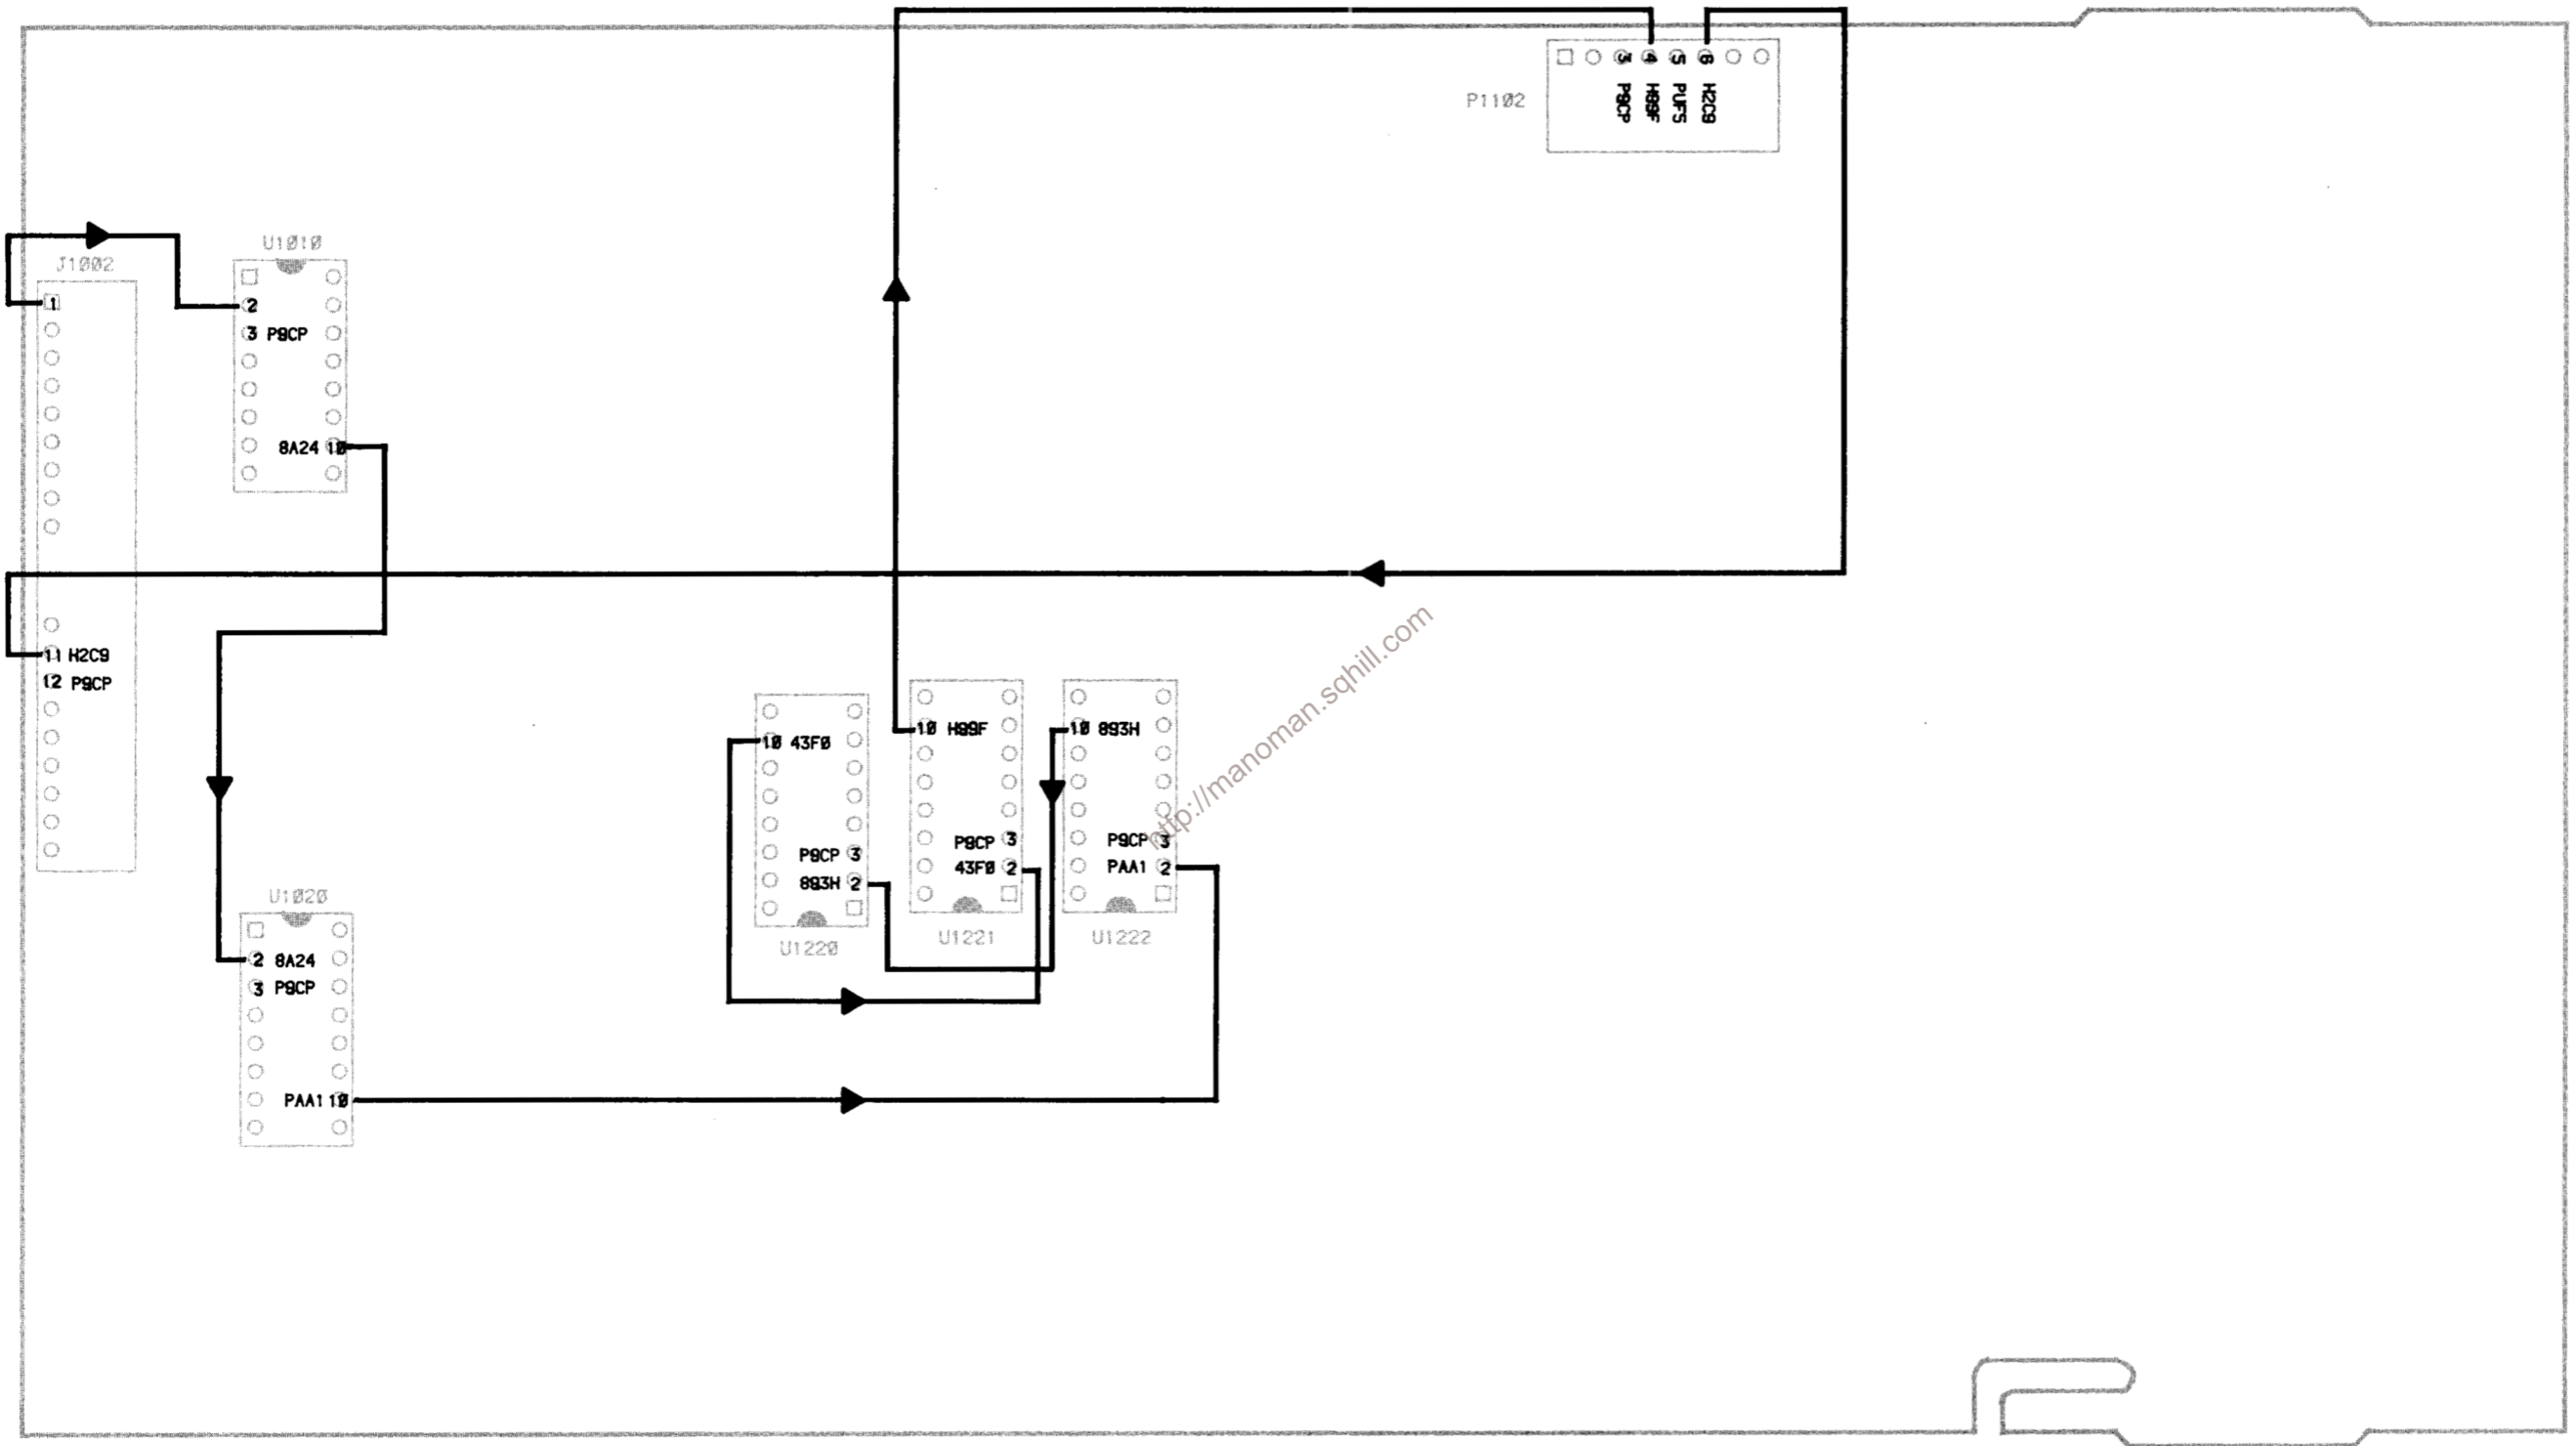 P1102
3 4 5 6
P9CP
H99F
PUF5
H2C9
U1010
J1002
1
2
3 P9CP
8A24 10
11 H2C9
12 P9CP
10 43F0
P9CP 3
893H 2
U1220
10 H99F
P9CP 3
43F0 2
U1221
10 893H
P9CP 3
PAA1 2
U1222
http://manoman.sqhill.com
U1020
2 8A24
3 P9CP
PAA1 10